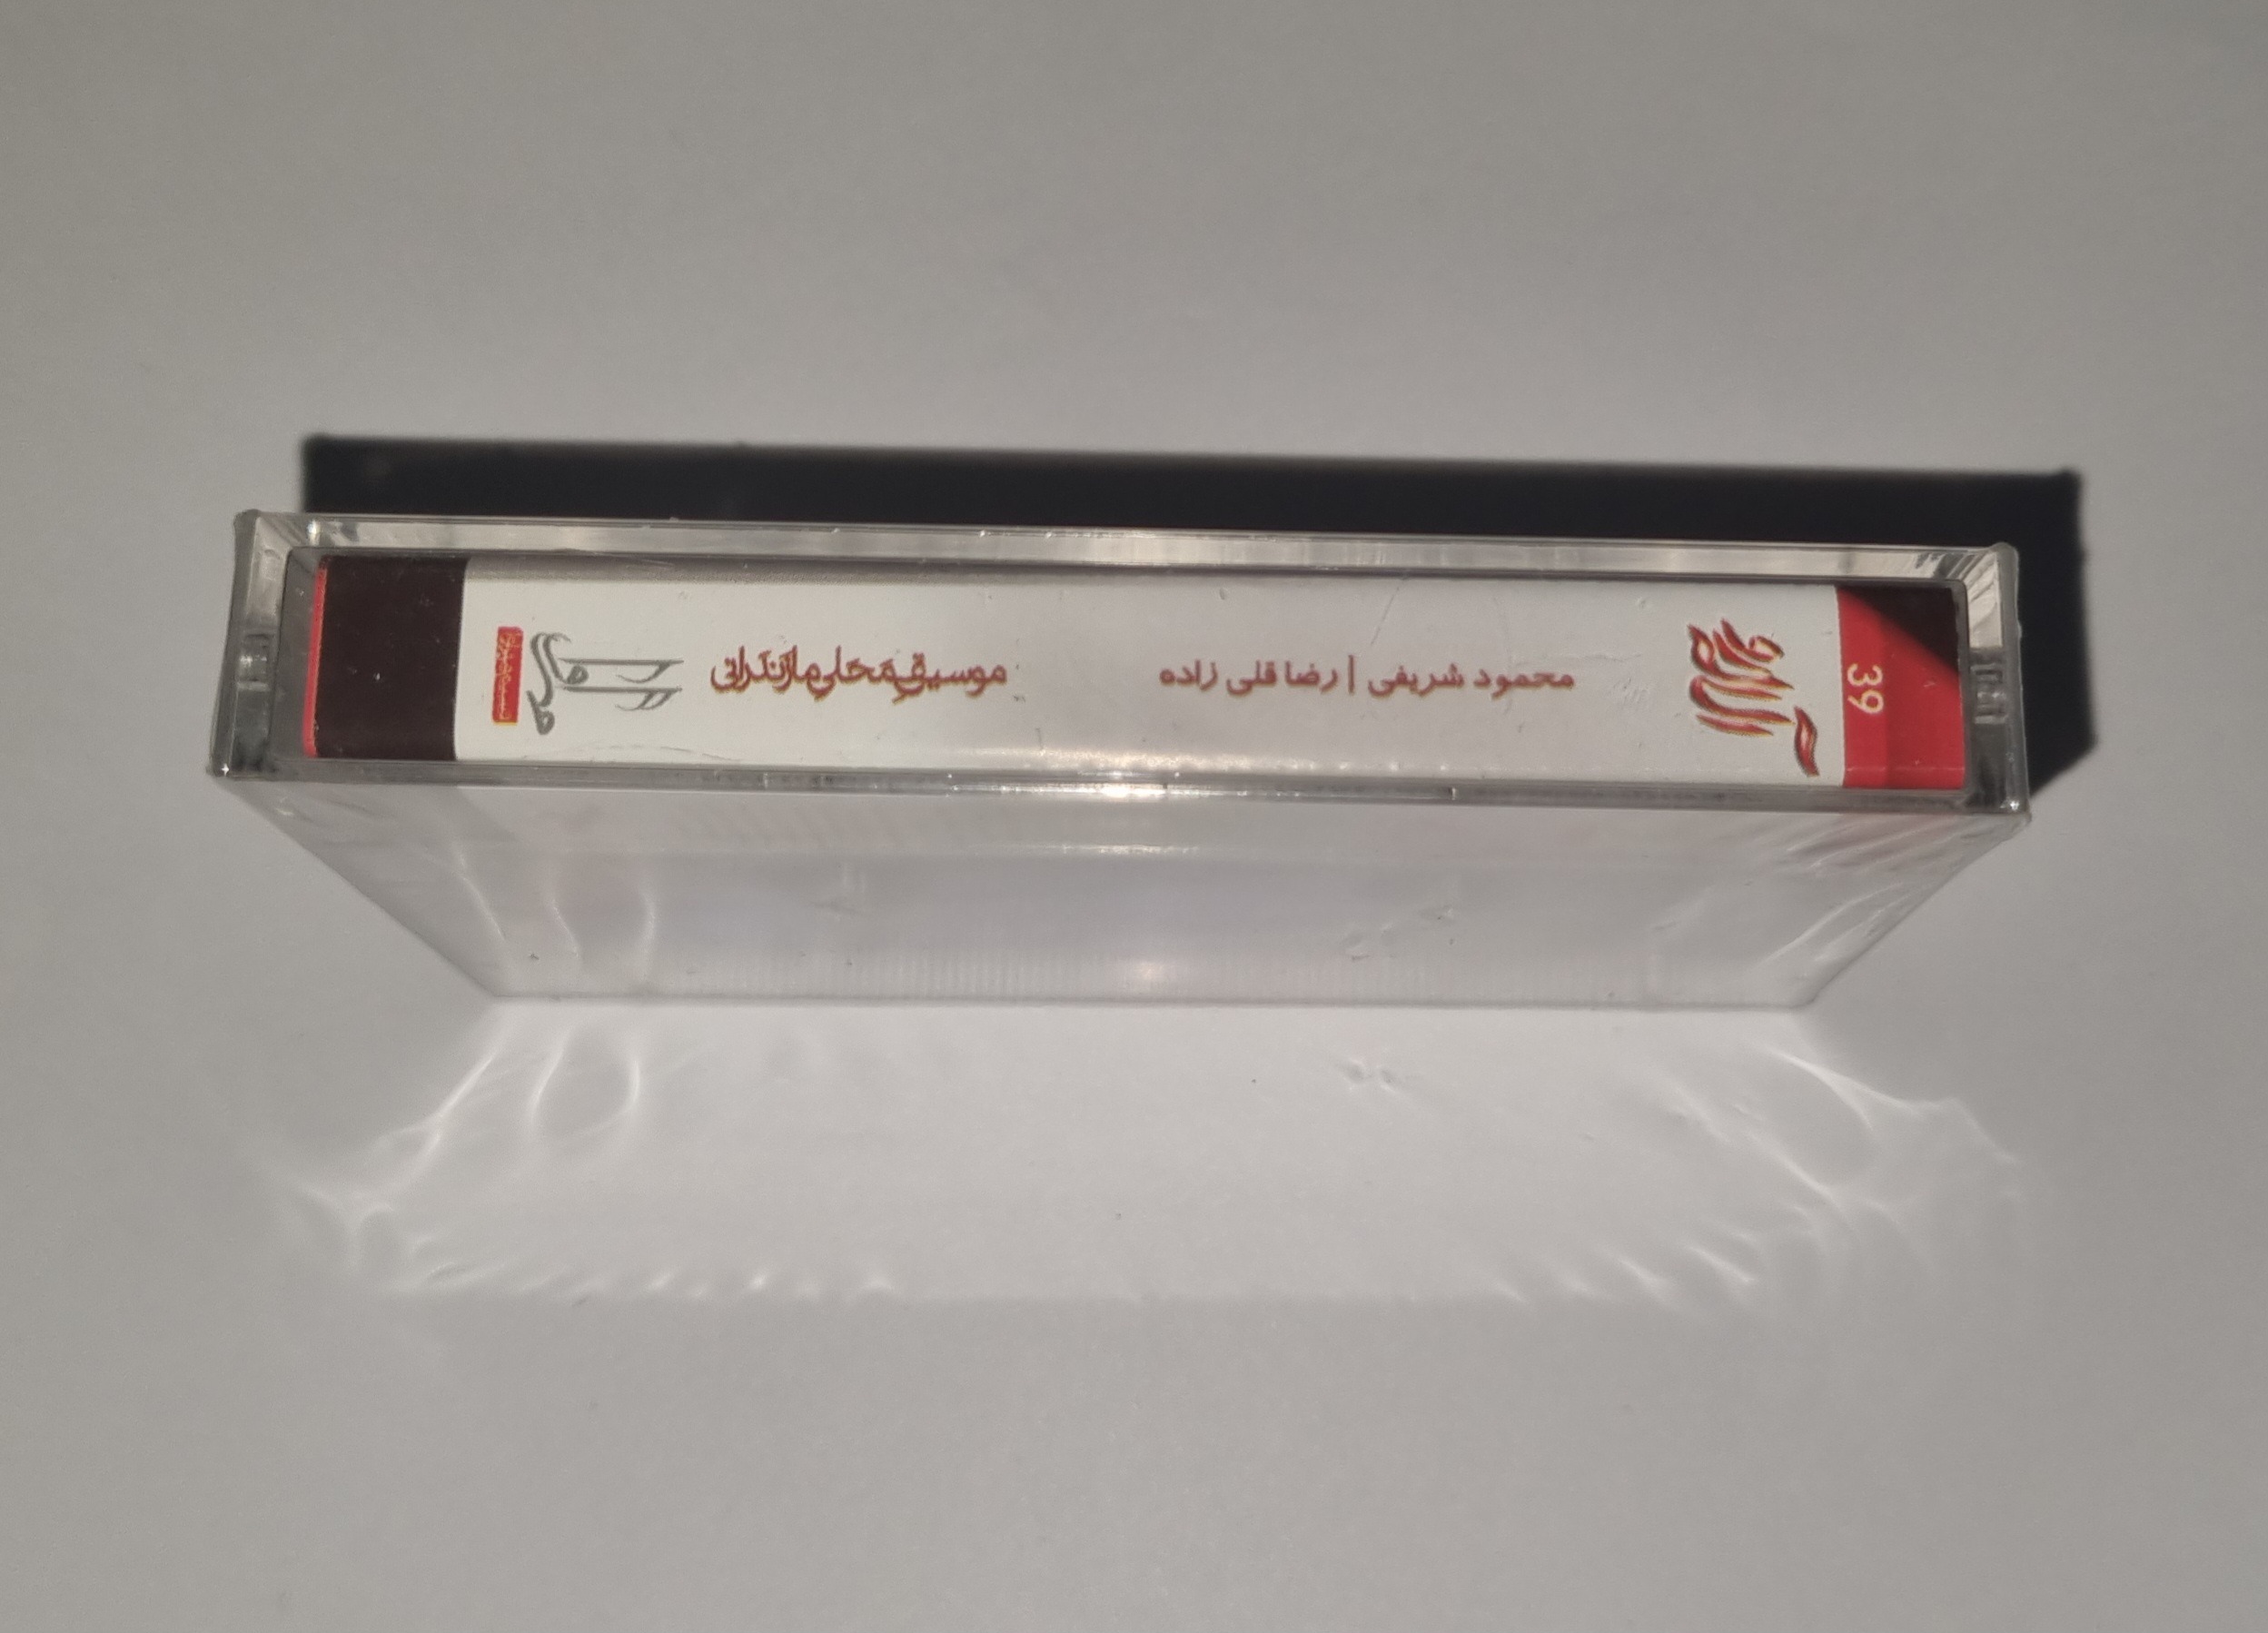 39
محمود شریفی | رضا قلی زاده
موسیقی محلی مازندرانی